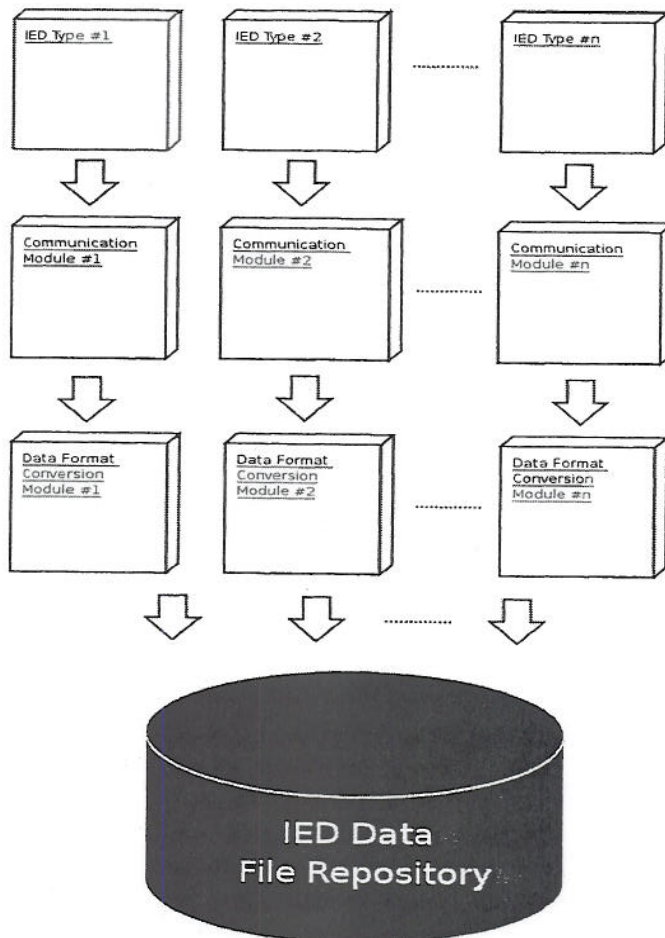 IED Type #1
IED Type #2
IED Type #n
Communication
Module #1
Communication
Module #2
Communication
Module #n
Data Format
Conversion
Module #1
Data Format
Conversion
Module #2
Data Format
Conversion
Module #n
IED Data
File Repository